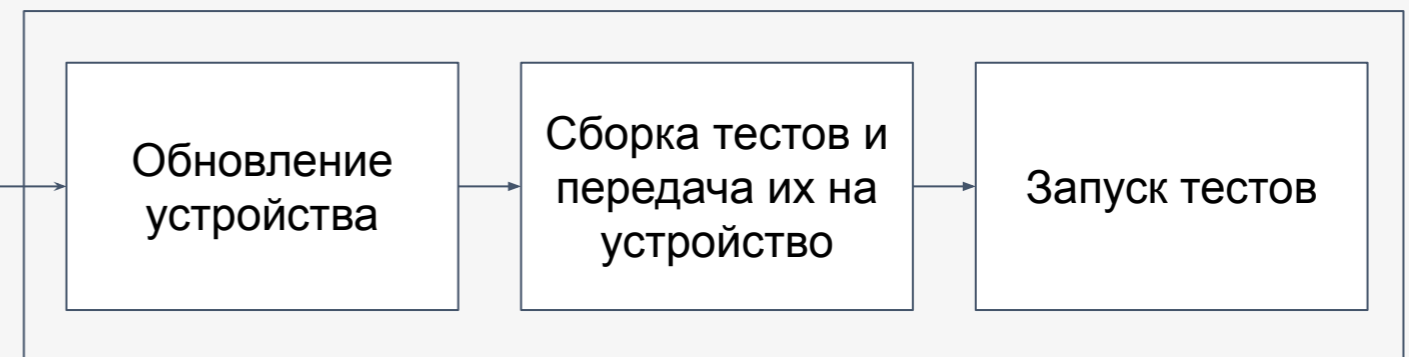 Обновление
устройства
Сборка тестов и
передача их на
устройство
Запуск тестов